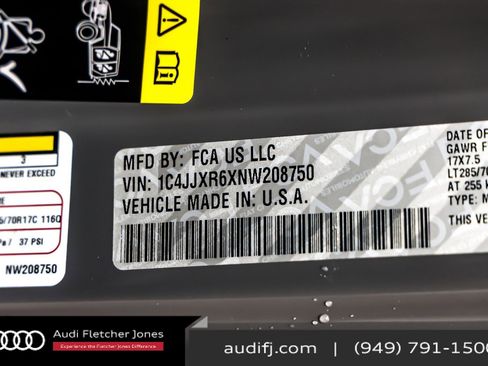 3
NEVER EXCEED
5/70R17C 116Q
Pa / 37 PSI
NW208750
MFD BY: FCA US LLC
VIN: 1C4JJXR6XNW208750
VEHICLE MADE IN: U.S.A.
DATE OF
GAWR F
17X7.5
LT285/70
AT 255 k
TYPE: M
THIS VE
Audi Fletcher Jones
Experience the Fletcher Jones Difference.
audifj.com | (949) 791-1500